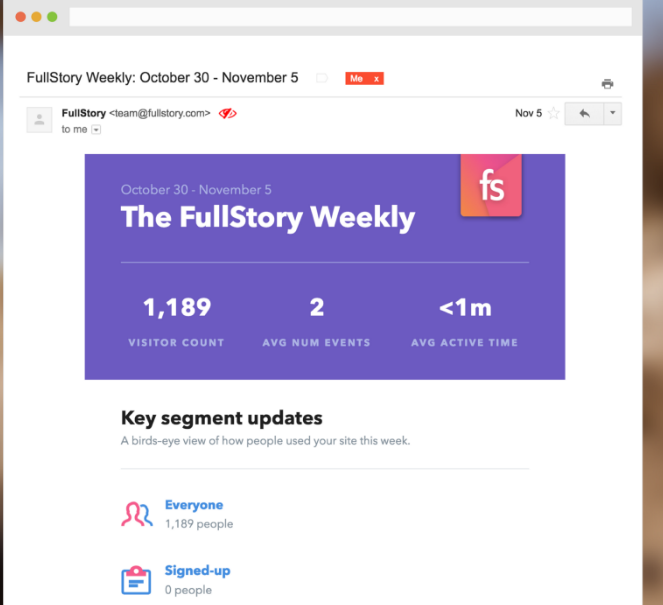 FullStory Weekly: October 30 - November 5
Me x
FullStory <team@fullstory.com>
Nov 5
to me
October 30 - November 5
The FullStory Weekly
fs
1,189
2
<1m
VISITOR COUNT
AVG NUM EVENTS
AVG ACTIVE TIME
Key segment updates
A birds-eye view of how people used your site this week.
Everyone
1,189 people
Signed-up
0 people